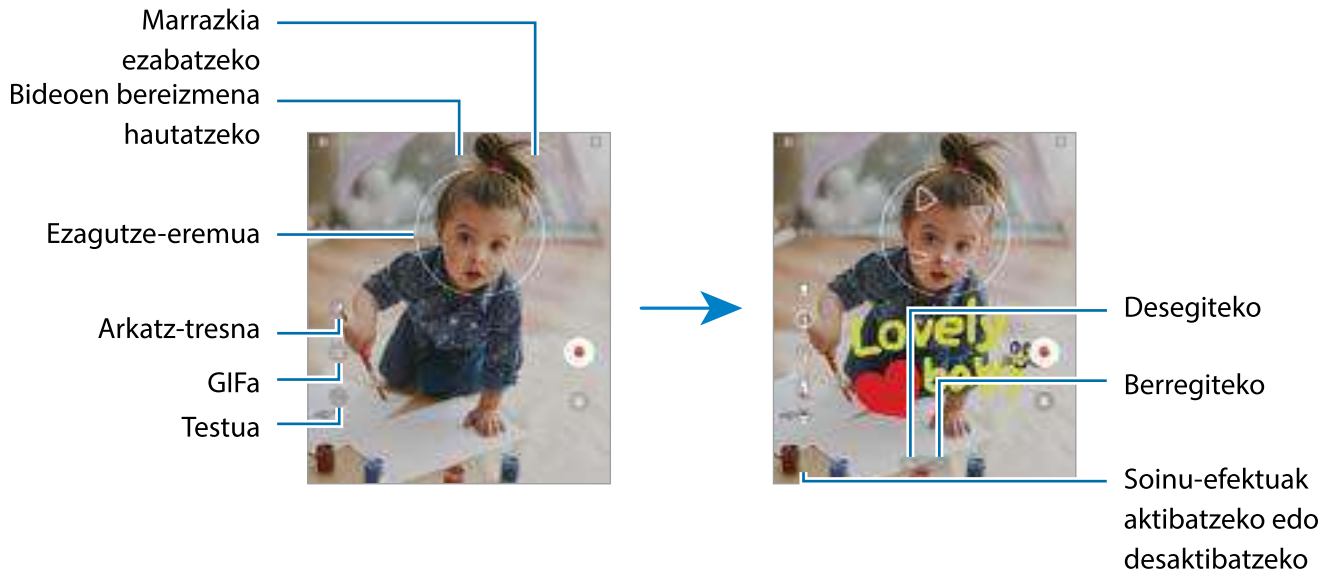 Marrazkia
ezabatzeko
Bideoen bereizmena
hautatzeko
Ezagutze-eremua
Arkatz-tresna
GIFa
Testua
Lovely
Desegiteko
Berregiteko
Soinu-efektuak
aktibatzeko edo
desaktibatzeko